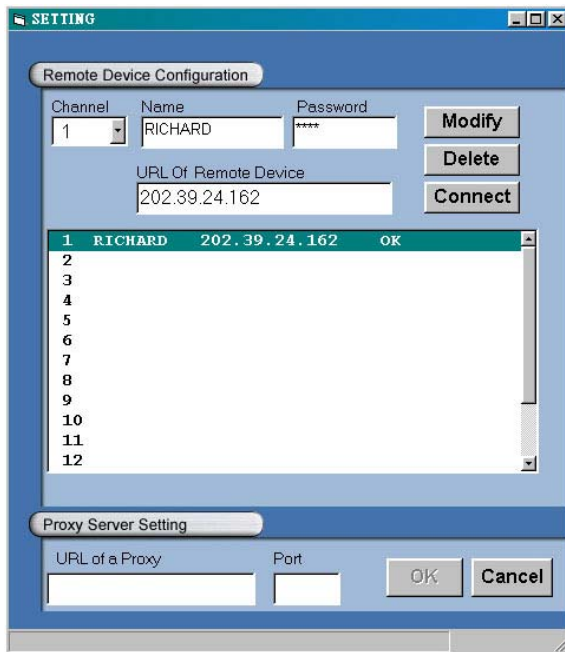 SETTING
Remote Device Configuration
Channel Name Password
1 RICHARD ****
Modify
URL Of Remote Device
Delete
202.39.24.162
Connect
1 RICHARD 202.39.24.162 OK
2
3
4
5
6
7
8
9
10
11
12
Proxy Server Setting
URL of a Proxy Port
OK Cancel